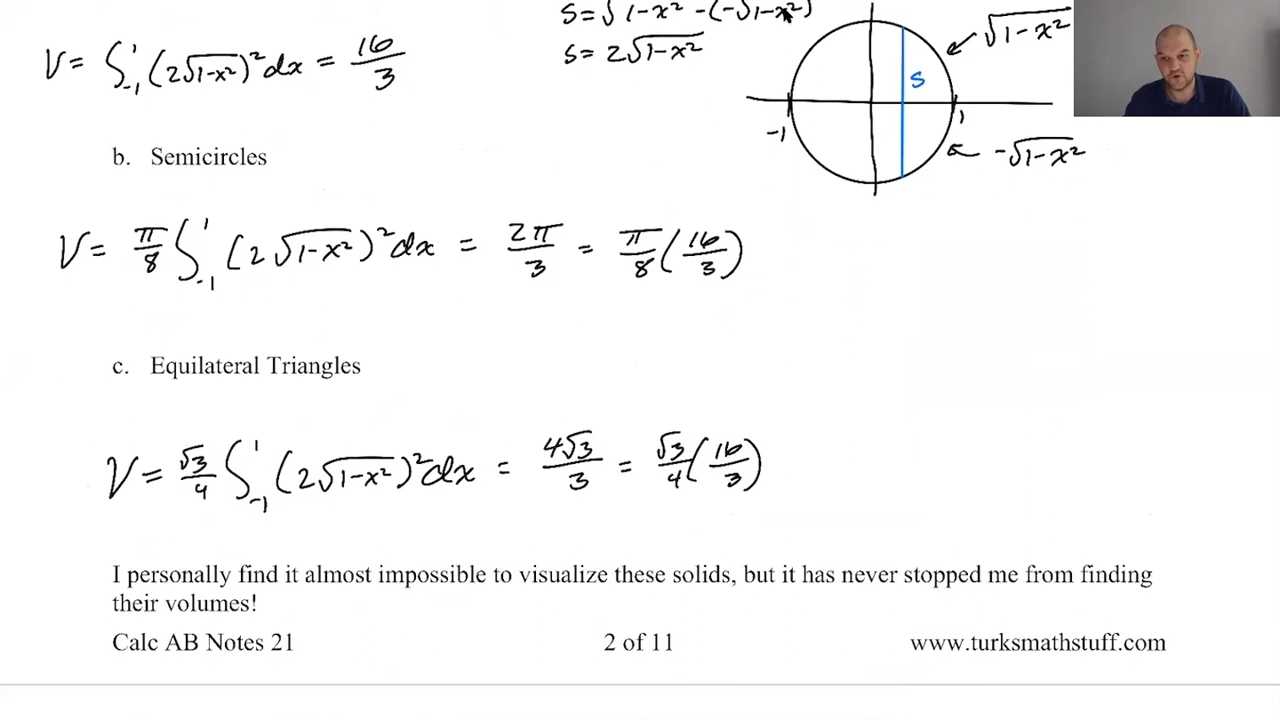 s = √1-x² - (-√1-x²)
s = 2√1-x²
√1-x²
s
-1
1
-√1-x²
V = ∫₋₁¹ (2√1-x²)² dx = 16/3
b. Semicircles
V = π/8 ∫₋₁¹ (2√1-x²)² dx = 2π/3 = π/8 (16/3)
c. Equilateral Triangles
V = √3/4 ∫₋₁¹ (2√1-x²)² dx = 4√3/3 = √3/4 (16/3)
I personally find it almost impossible to visualize these solids, but it has never stopped me from finding
their volumes!
Calc AB Notes 21
2 of 11
www.turksmathstuff.com